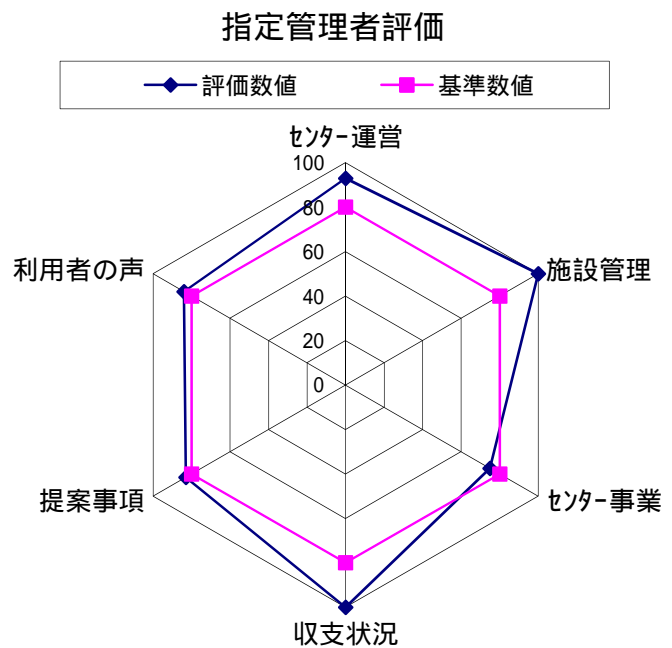 指定管理者評価
評価数値 基準数値
ｾﾝﾀｰ運営
100
80
60
40
20
0
施設管理
ｾﾝﾀｰ事業
収支状況
提案事項
利用者の声